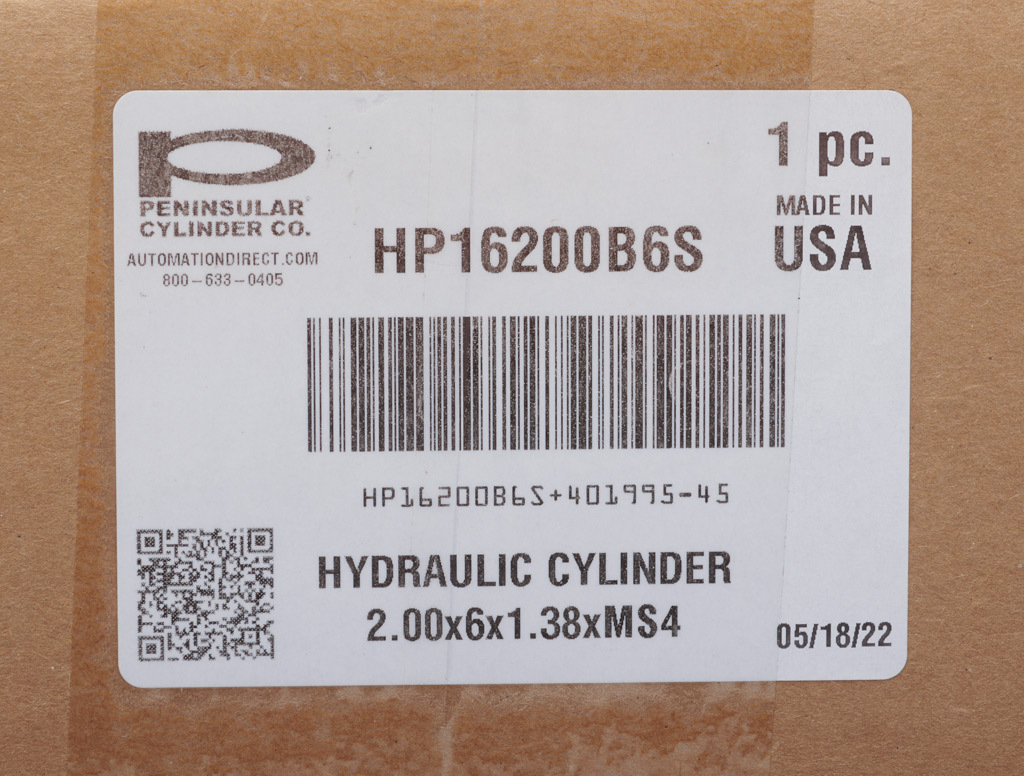 PENINSULAR
CYLINDER CO.
AUTOMATIONDIRECT.COM
800-633-0405
HP16200B6S
1 pc.
MADE IN
USA
HP16200B6S+401995-45
HYDRAULIC CYLINDER
2.00x6x1.38xMS4
05/18/22